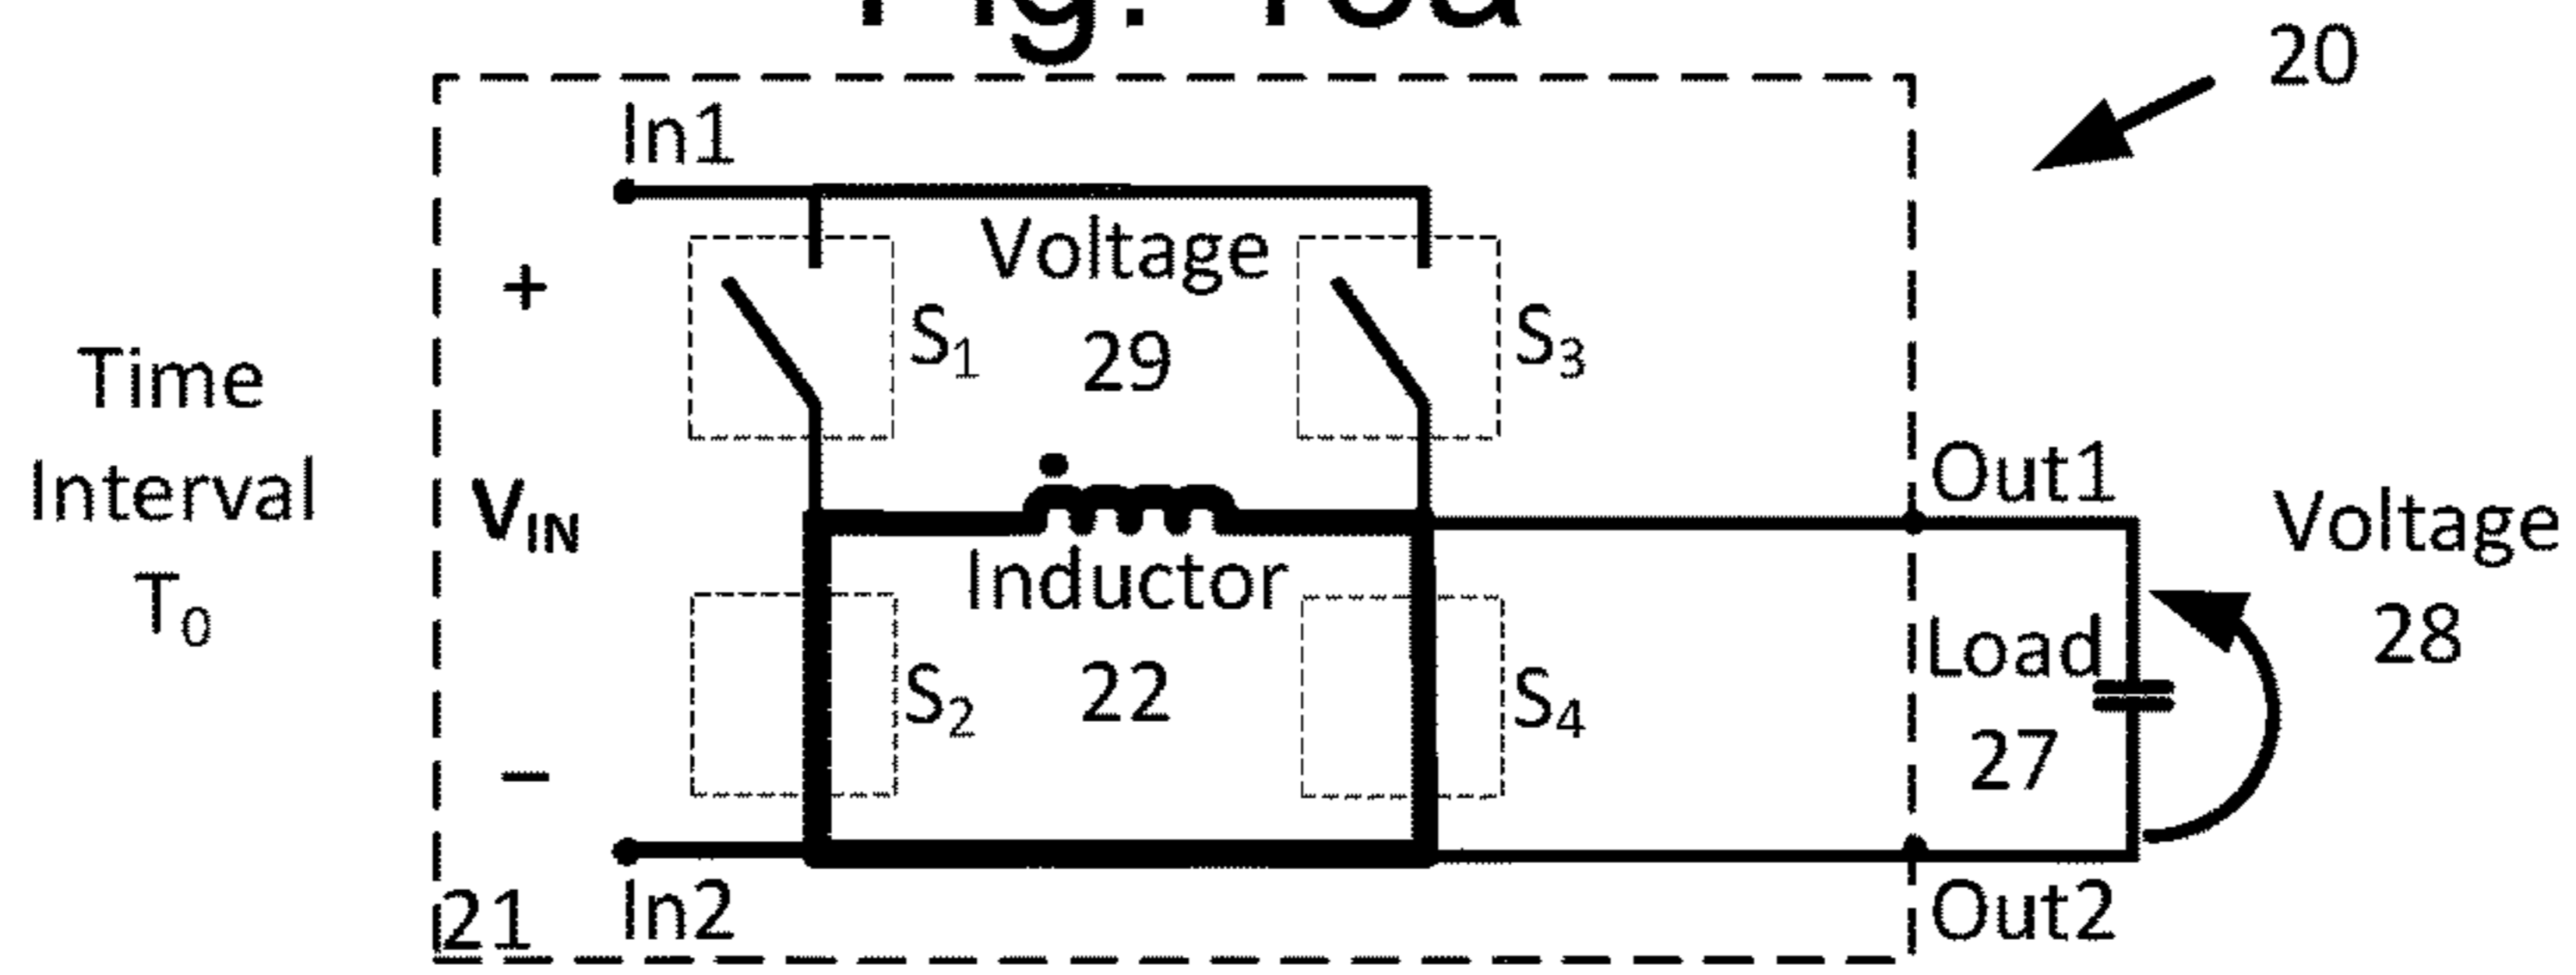 20
In1
+
Voltage
29
S1
S3
Time
Interval
T0
VIN
Out1
Voltage
28
Inductor
22
S2
S4
Load
27
−
21
In2
Out2